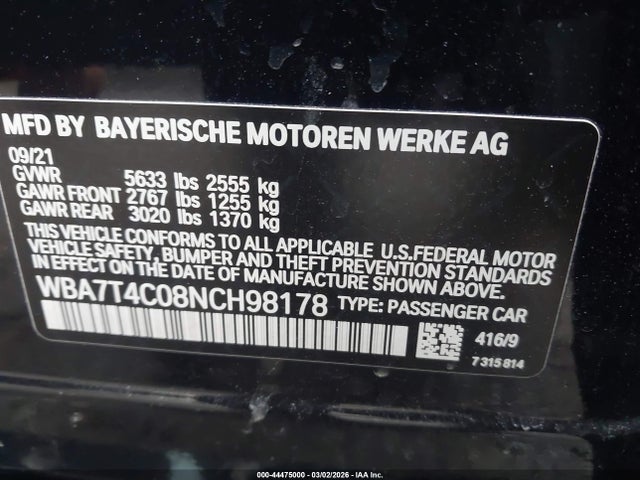 MFD BY BAYERISCHE MOTOREN WERKE AG
09/21
GVWR 5633 lbs 2555 kg
GAWR FRONT 2767 lbs 1255 kg
GAWR REAR 3020 lbs 1370 kg
THIS VEHICLE CONFORMS TO ALL APPLICABLE U.S.FEDERAL MOTOR
VEHICLE SAFETY, BUMPER AND THEFT PREVENTION STANDARDS
IN EFFECT ON THE DATE OF MANUFACTURE SHOWN ABOVE.
WBA7T4C08NCH98178 TYPE: PASSENGER CAR
416/9
7 315 814
000-44475000 - 03/02/2026 - IAA Inc.